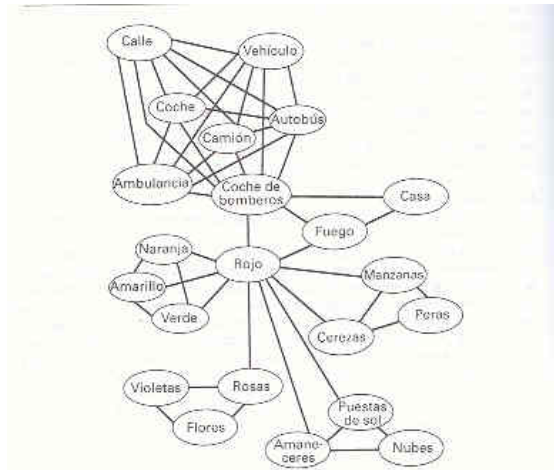 Calle
Vehículo
Coche
Autobús
Camión
Ambulancia
Coche de
bomberos
Casa
Fuego
Naranja
Rojo
Manzanas
Amarillo
Peras
Verde
Cerezas
Violetas
Rosas
Flores
Puestas
de sol
Amane-
ceres
Nubes